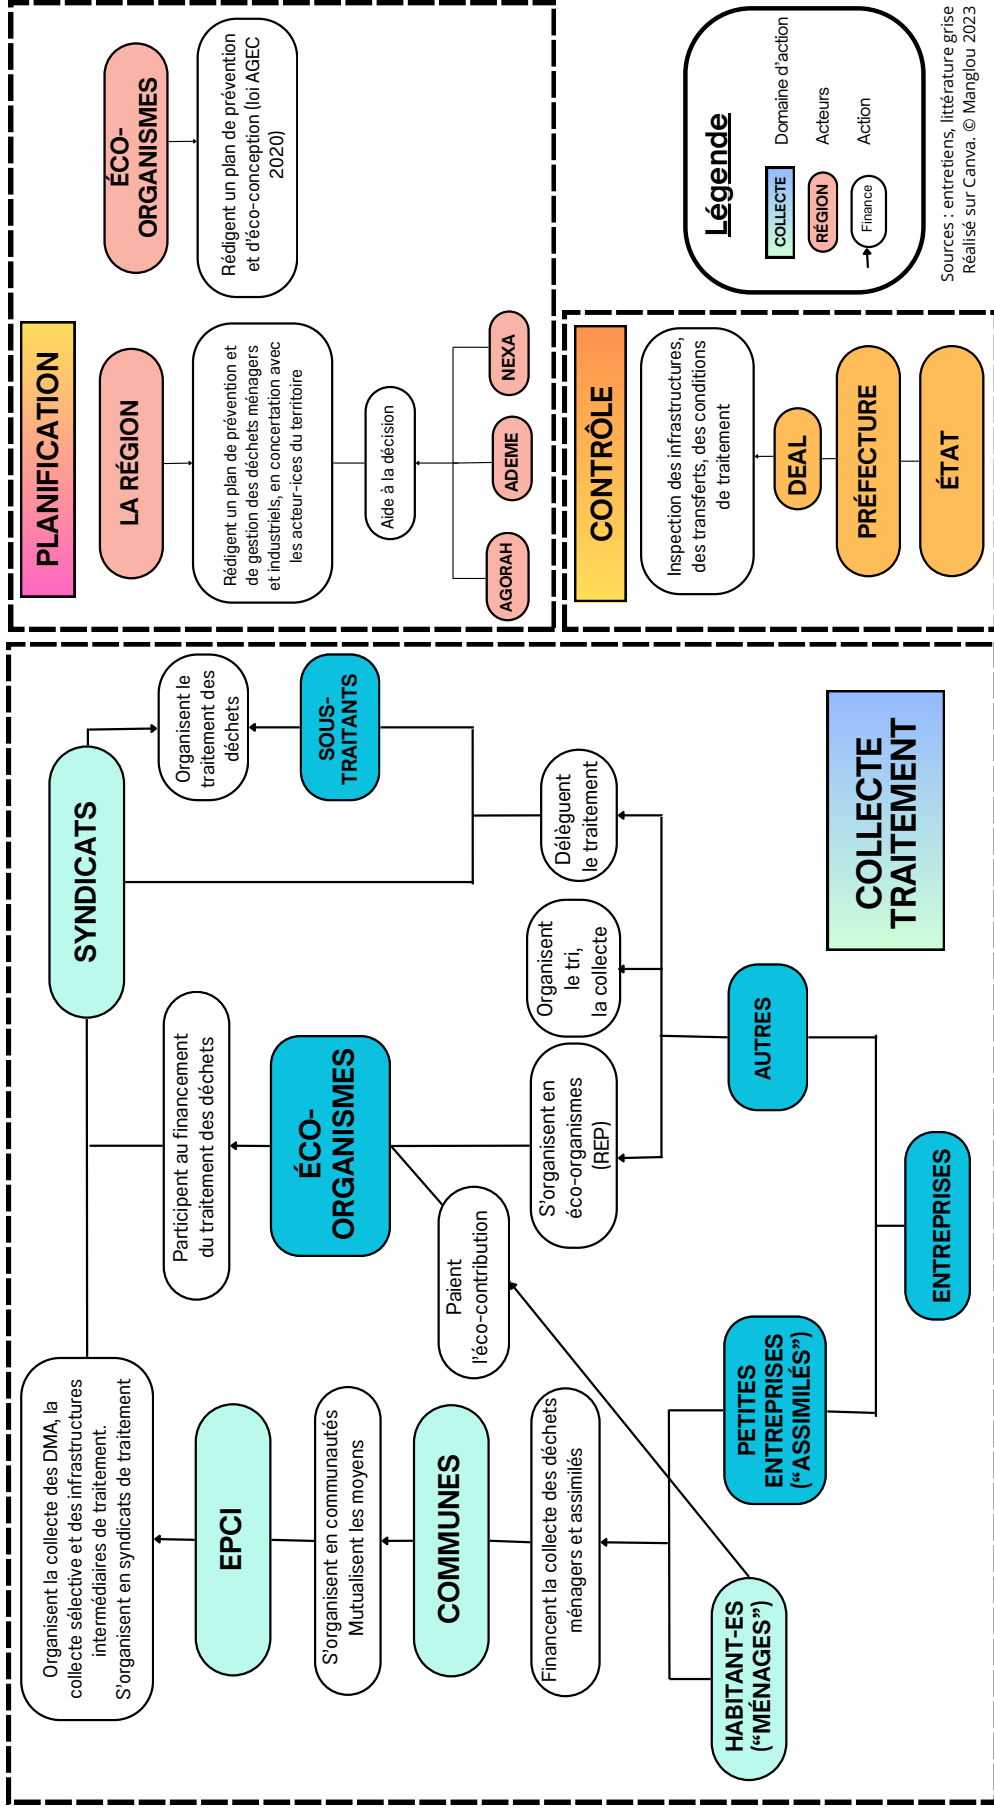 Organisent la collecte des DMA, la
collecte sélective et des infrastructures
intermédiaires de traitement.
S'organisent en syndicats de traitement
EPCI
S'organisent en communautés
Mutualisent les moyens
COMMUNES
Financent la collecte des déchets
ménagers et assimilés
HABITANT-ES
(“MÉNAGES”)
PETITES
ENTREPRISES
(“ASSIMILÉS”)
ENTREPRISES
AUTRES
Paient
l'éco-contribution
S'organisent en
éco-organismes
(REP)
Organisent
le tri,
la collecte
Délèguent
le traitement
ÉCO-
ORGANISMES
Participent au financement
du traitement des déchets
SYNDICATS
Organisent le
traitement des
déchets
SOUS-
TRAITANTS
COLLECTE
TRAITEMENT
PLANIFICATION
LA RÉGION
Rédigent un plan de prévention et
de gestion des déchets ménagers
et industriels, en concertation avec
les acteur-ices du territoire
Aide à la décision
AGORAH
ADEME
NEXA
ÉCO-
ORGANISMES
Rédigent un plan de prévention
et d'éco-conception (loi AGEC
2020)
CONTRÔLE
Inspection des infrastructures,
des transferts, des conditions
de traitement
DEAL
PRÉFECTURE
ÉTAT
Légende
COLLECTE
Domaine d'action
RÉGION
Acteurs
Finance
Action
Sources : entretiens, littérature grise
Réalisé sur Canva. © Manglou 2023